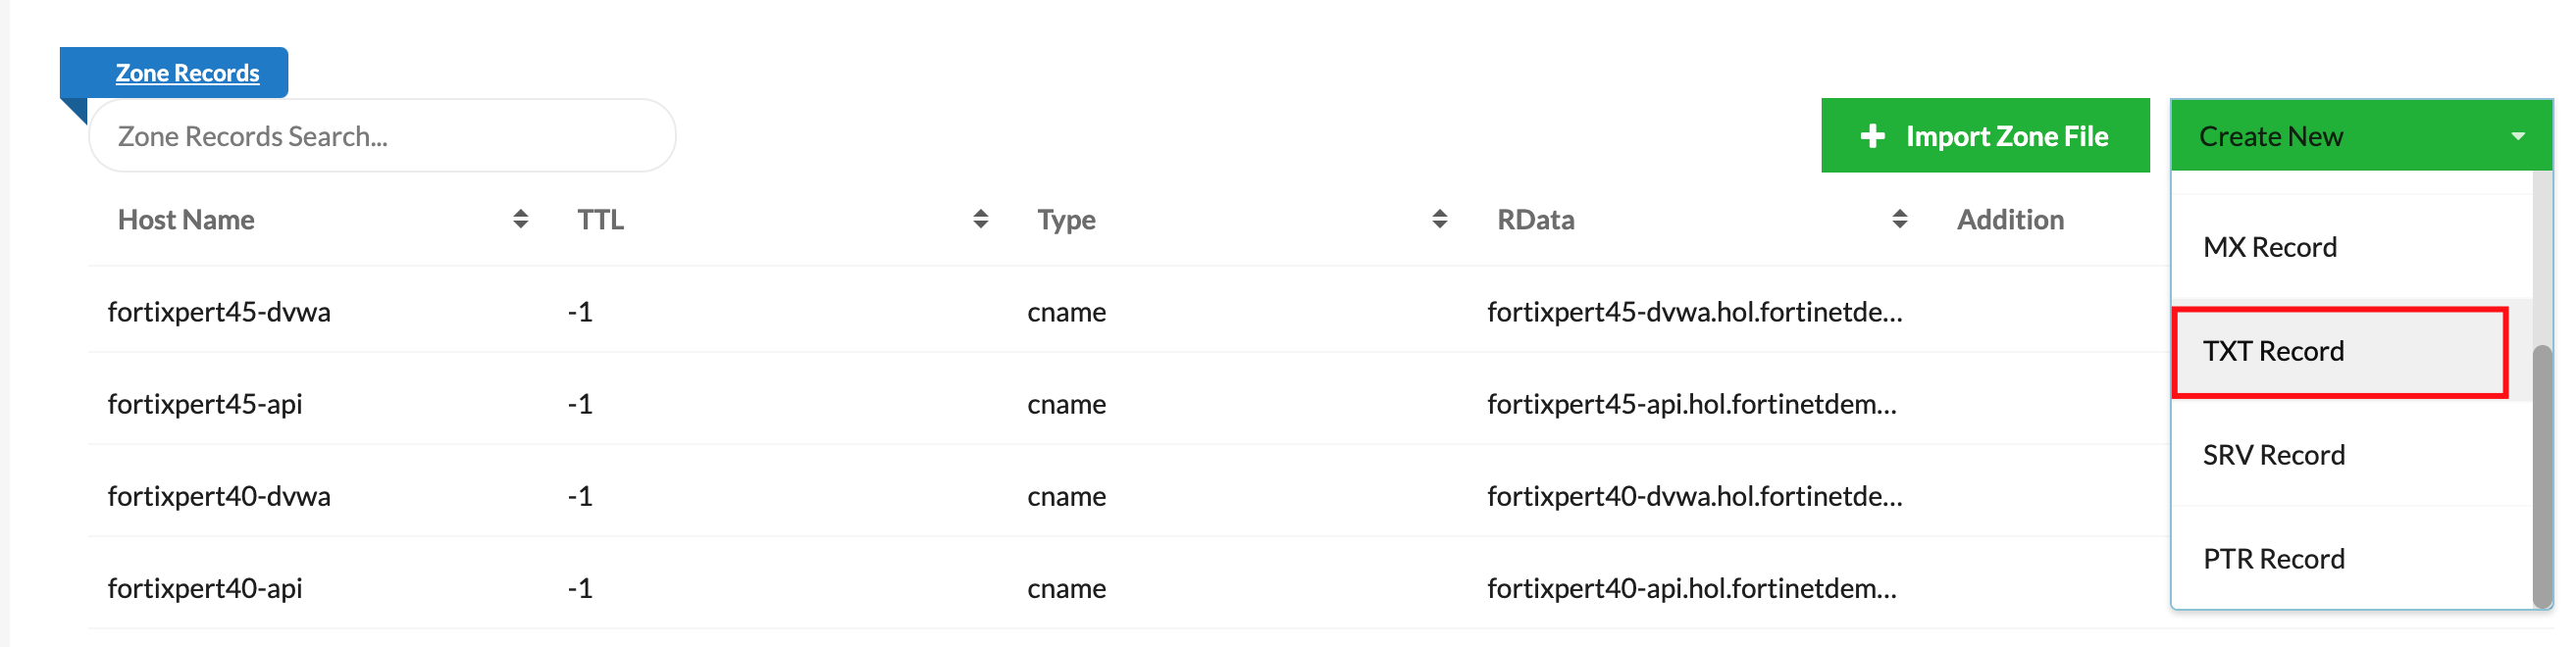 Zone Records
Zone Records Search...
Import Zone File
Create New
Host Name TTL Type RData Addition
MX Record
fortixpert45-dvwa -1 cname fortixpert45-dvwa.hol.fortinetde...
TXT Record
fortixpert45-api -1 cname fortixpert45-api.hol.fortinetdem...
SRV Record
fortixpert40-dvwa -1 cname fortixpert40-dvwa.hol.fortinetde...
PTR Record
fortixpert40-api -1 cname fortixpert40-api.hol.fortinetdem...